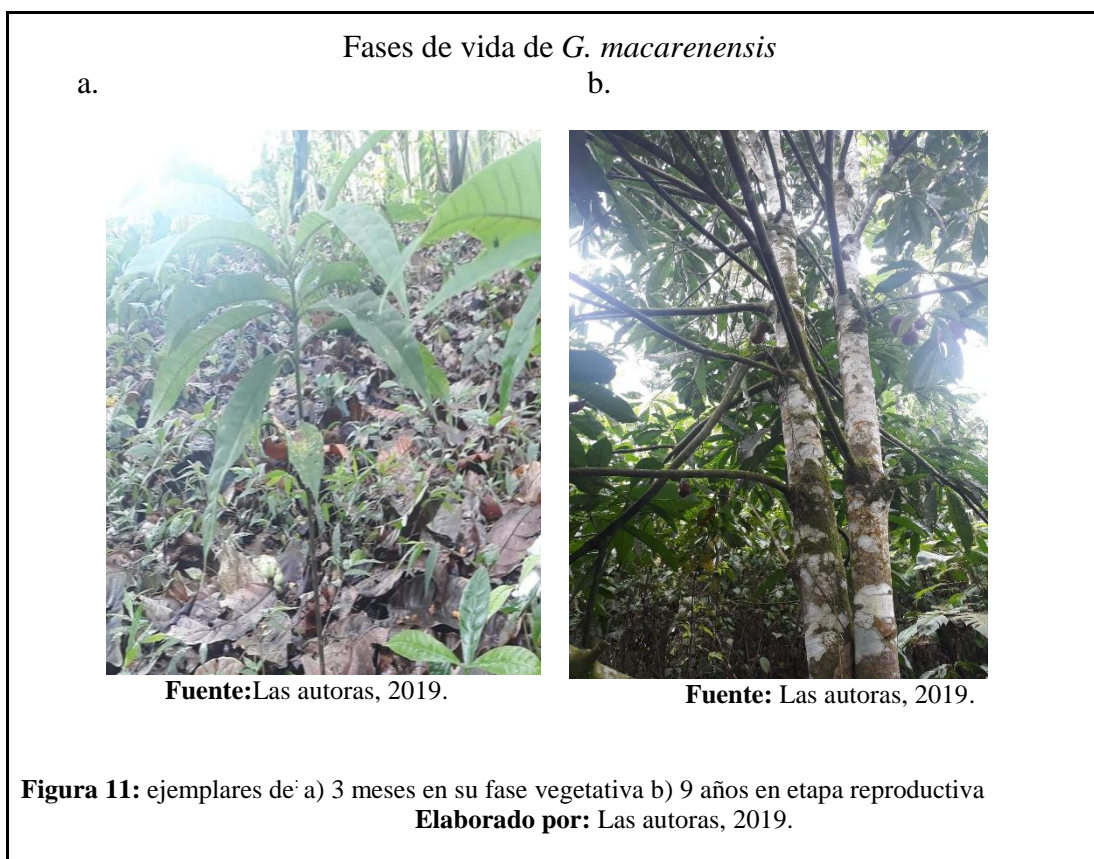 Fases de vida de G. macarenensis
a.
b.
Fuente:Las autoras, 2019.
Fuente: Las autoras, 2019.
Figura 11: ejemplares de: a) 3 meses en su fase vegetativa b) 9 años en etapa reproductiva
Elaborado por: Las autoras, 2019.